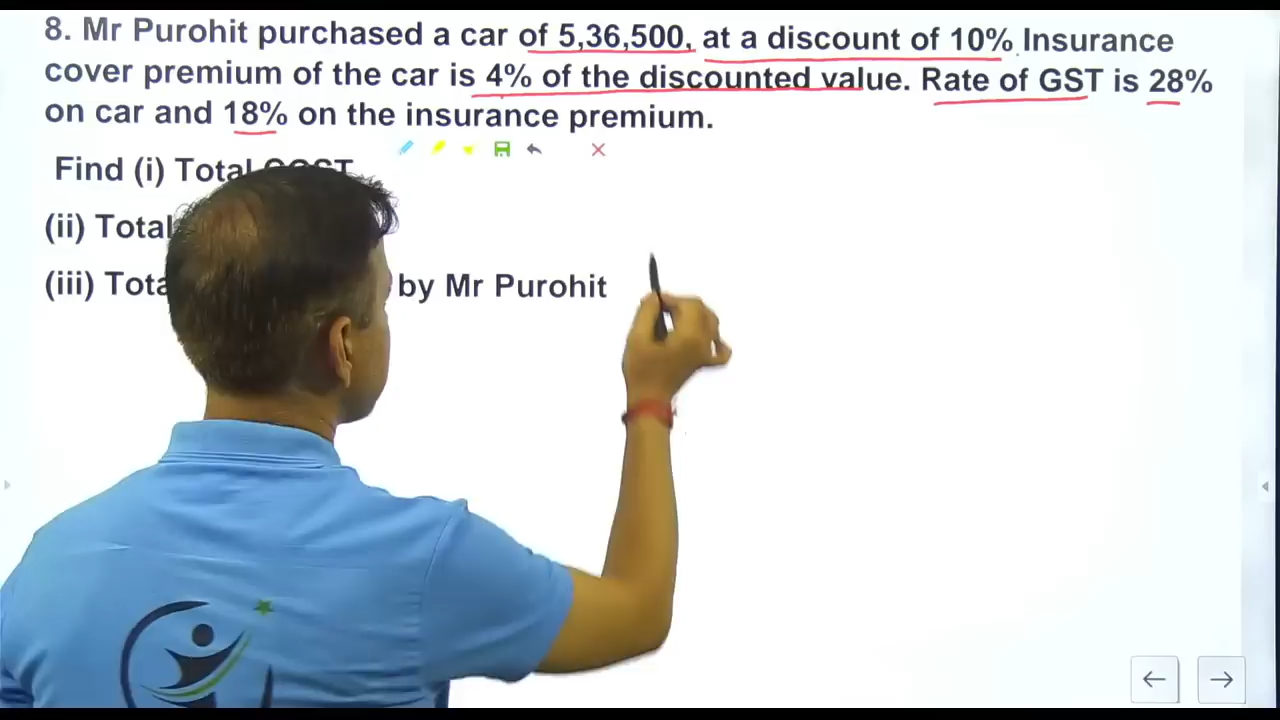 8. Mr Purohit purchased a car of 5,36,500, at a discount of 10% Insurance
cover premium of the car is 4% of the discounted value. Rate of GST is 28%
on car and 18% on the insurance premium.
Find (i) Total
(ii) Total
(iii) by Mr Purohit